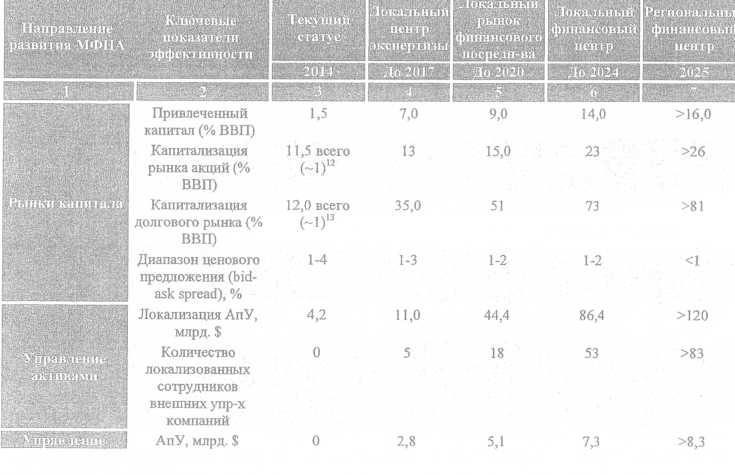 Направление развития МФЦА | Ключевые показатели эффективности | Текущий статус | Локальный центр экспертизы | Локальный рынок финансового посредн-ва | Локальный финансовый центр | Региональный финансовый центр
2014 | До 2017 | До 2020 | До 2024 | 2025
1 | 2 | 3 | 4 | 5 | 6 | 7
Рынки капитала
Привлеченный капитал (% ВВП) | 1,5 | 7,0 | 9,0 | 14,0 | >16,0
Капитализация рынка акций (% ВВП) | 11,5 всего (~1)12 | 13 | 15,0 | 23 | >26
Капитализация долгового рынка (% ВВП) | 12,0 всего (~1)13 | 35,0 | 51 | 73 | >81
Диапазон ценового предложения (bid-ask spread), % | 1-4 | 1-3 | 1-2 | 1-2 | <1
Управление активами
Локализация АпУ, млрд. $ | 4,2 | 11,0 | 44,4 | 86,4 | >120
Количество локализованных сотрудников внешних упр-х компаний | 0 | 5 | 18 | 53 | >83
Управление | АпУ, млрд. $ | 0 | 2,8 | 5,1 | 7,3 | >8,3